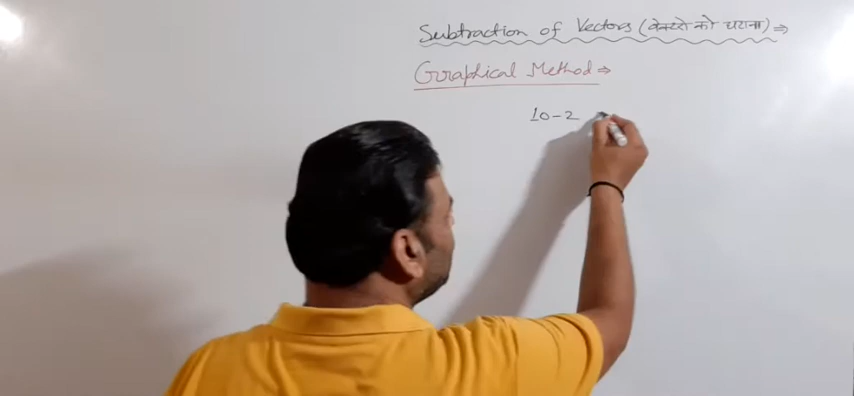 Subtraction of Vectors (वेक्टरो को घटाना) ⇒
Graphical Method ⇒
10-2